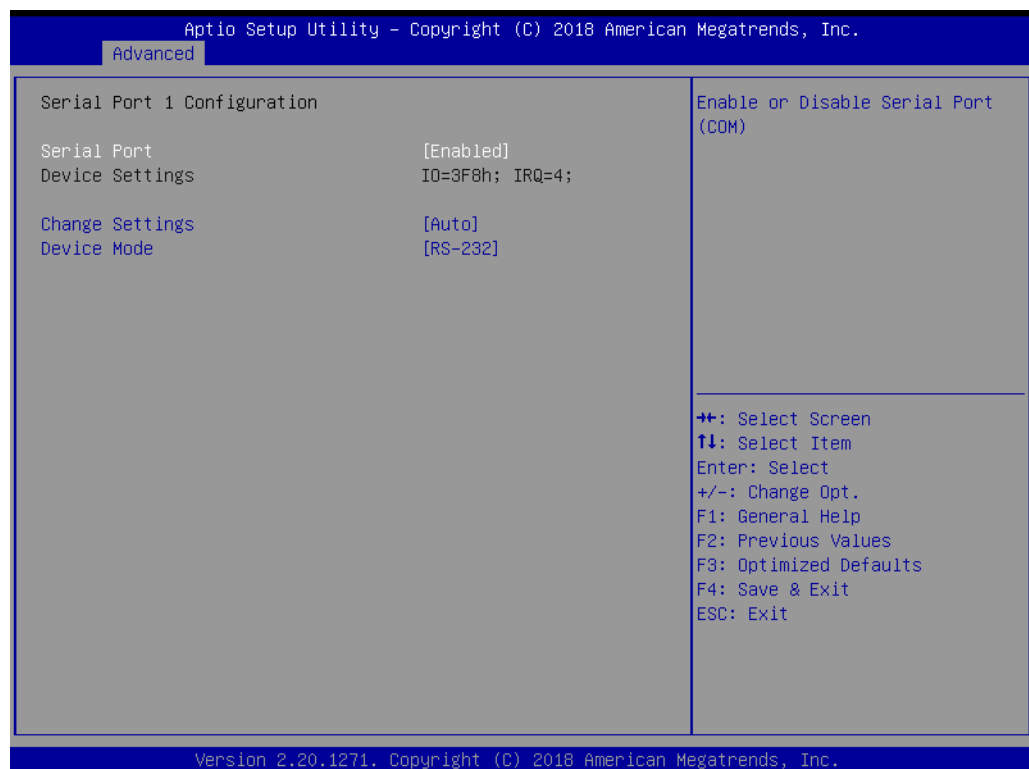 Aptio Setup Utility – Copyright (C) 2018 American Megatrends, Inc.
Advanced
Serial Port 1 Configuration
Serial Port [Enabled]
Device Settings IO=3F8h; IRQ=4;
Change Settings [Auto]
Device Mode [RS-232]
Enable or Disable Serial Port
(COM)
→←: Select Screen
↑↓: Select Item
Enter: Select
+/-: Change Opt.
F1: General Help
F2: Previous Values
F3: Optimized Defaults
F4: Save & Exit
ESC: Exit
Version 2.20.1271. Copyright (C) 2018 American Megatrends, Inc.